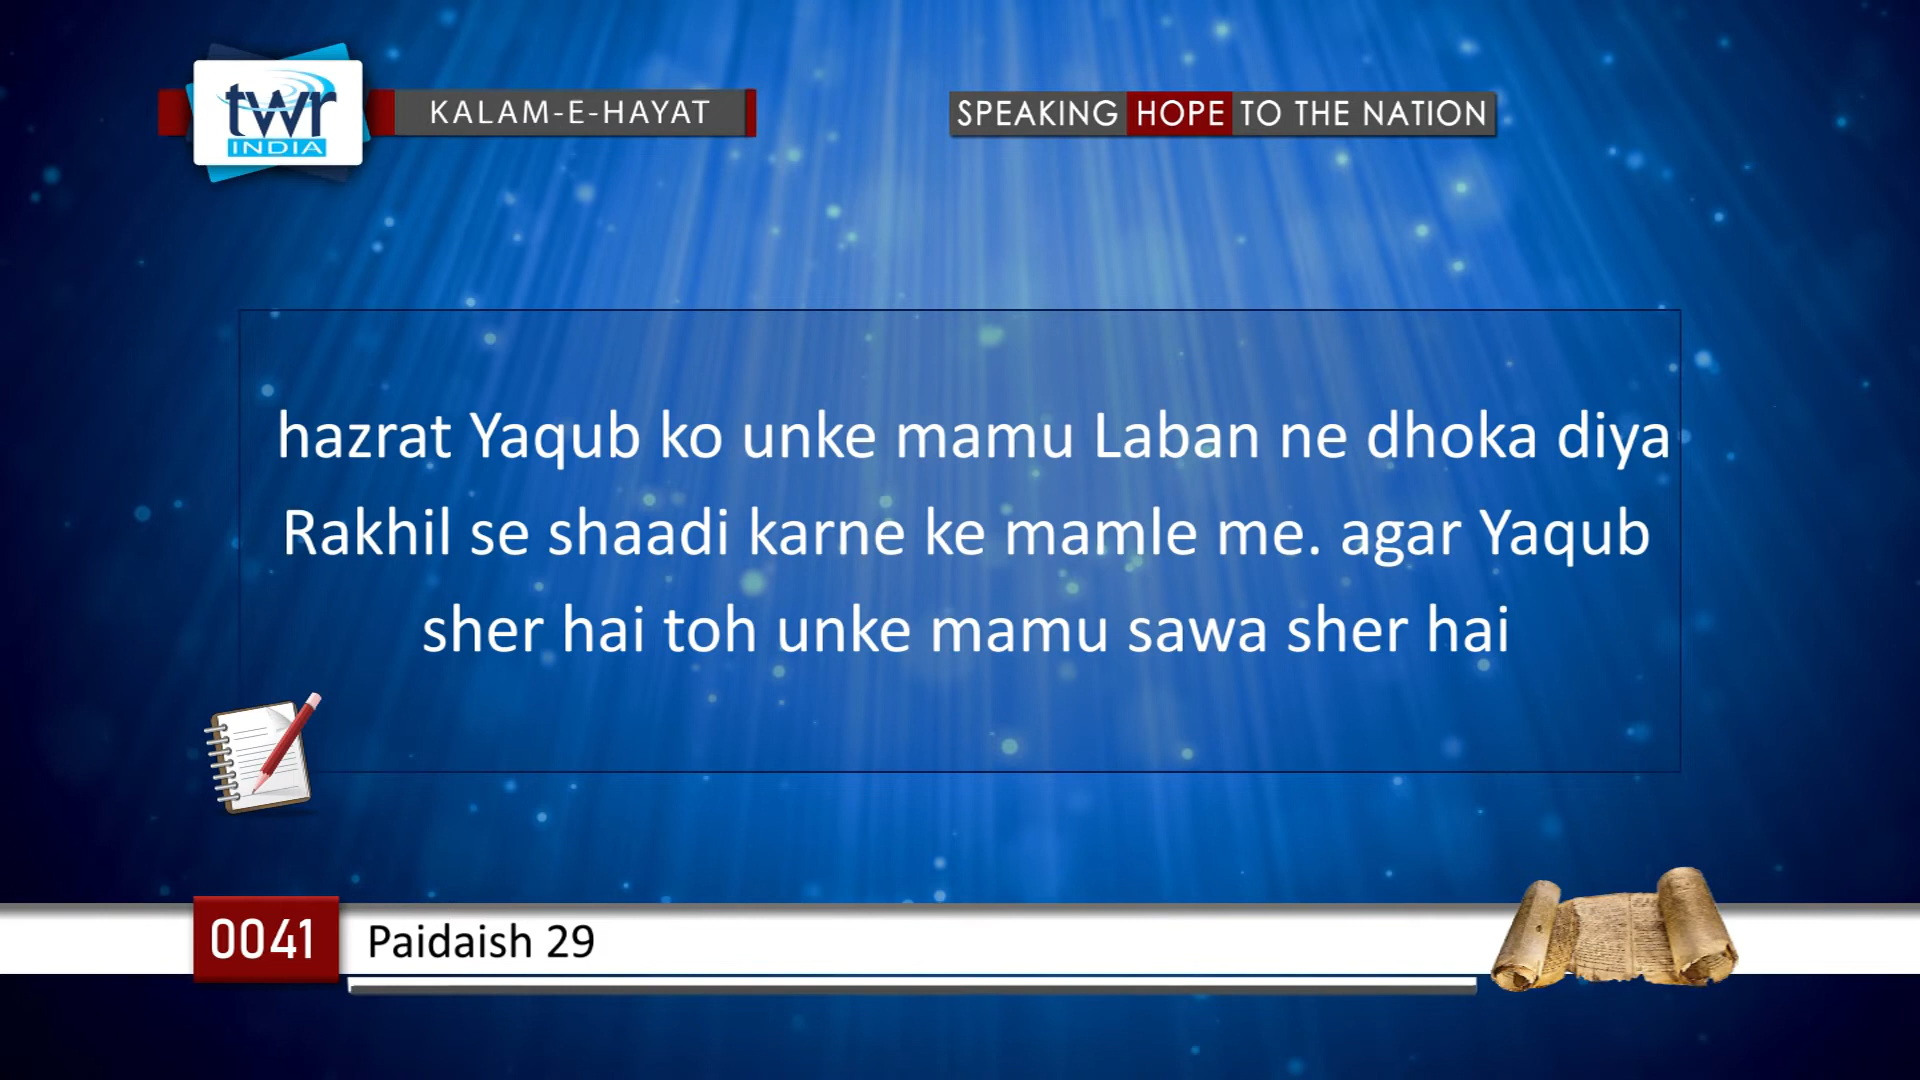 twr
INDIA
KALAM-E-HAYAT
SPEAKING HOPE TO THE NATION
hazrat Yaqub ko unke mamu Laban ne dhoka diya
Rakhil se shaadi karne ke mamle me. agar Yaqub
sher hai toh unke mamu sawa sher hai
0041
Paidaish 29